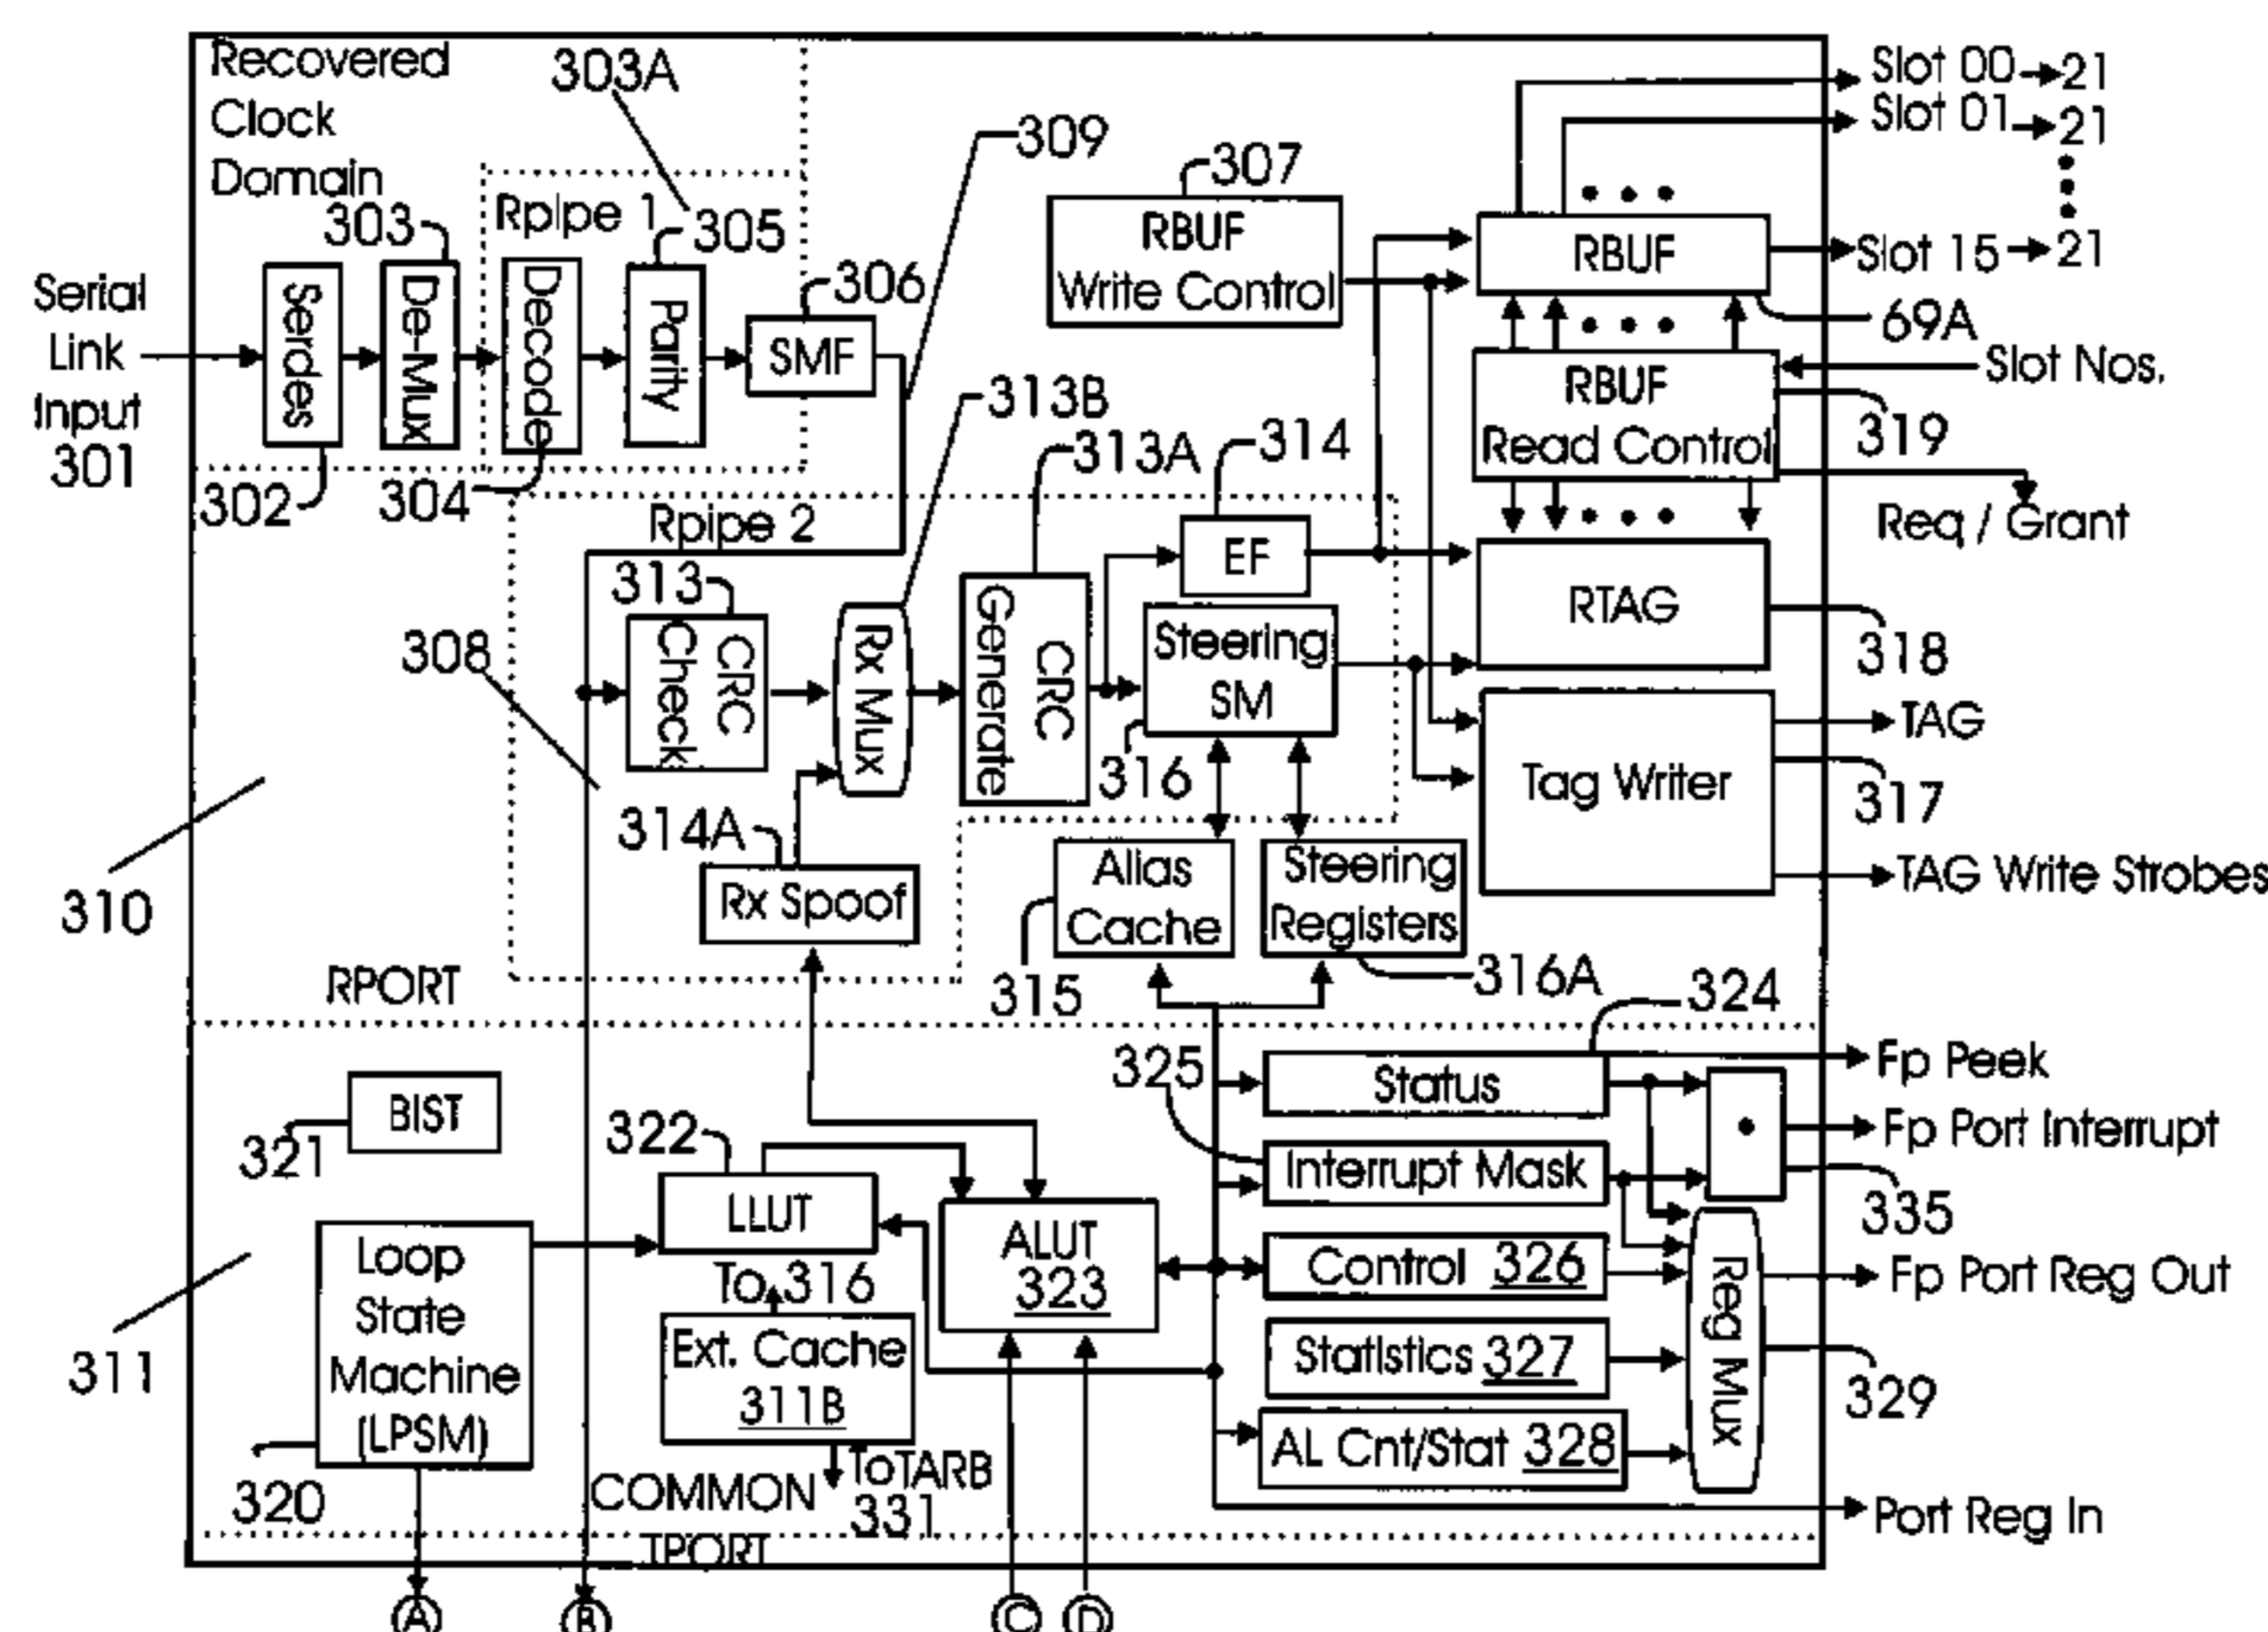 Recovered
Clock
Domain
303A
309
307
Slot 00
21
Slot 01
21
303
Rpipe 1
305
RBUF
Write Control
RBUF
Slot 15
21
Serial
Link
Input
301
Serdes
De-Mux
Decode
Parity
306
SMF
69A
Slot Nos.
RBUF
Read Control
319
313B
313A
314
302
304
Req / Grant
Rpipe 2
EF
RTAG
318
313
CRC
Check
Rx Mux
CRC
Generate
Steering
SM
308
316
TAG
Tag Writer
317
314A
Rx Spoof
Alias
Cache
Steering
Registers
TAG Write Strobes
310
315
316A
324
RPORT
325
Status
Fp Peek
BIST
321
322
Interrupt Mask
Fp Port Interrupt
335
LLUT
ALUT
323
Control 326
Fp Port Reg Out
Loop
State
Machine
(LPSM)
To 316
Ext. Cache
311B
Statistics 327
Reg Mux
311
329
AL Cnt/Stat 328
320
COMMON
ToTARB
331
Port Reg In
TPORT
A
B
C
D